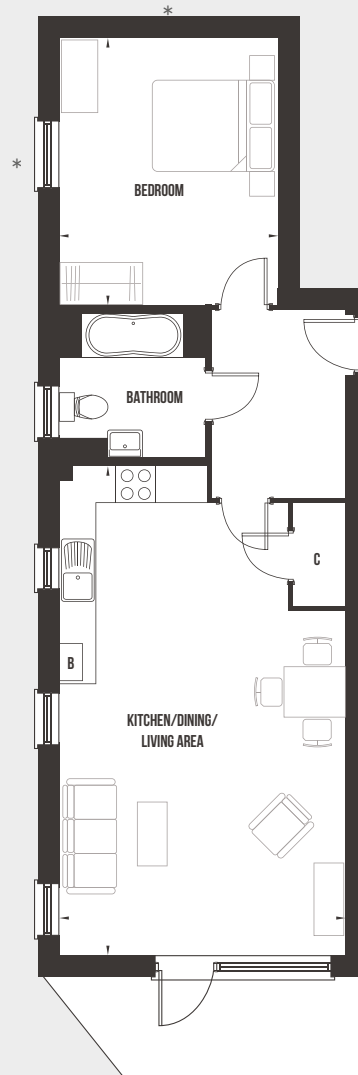 *
*
BEDROOM
BATHROOM
C
B
KITCHEN/DINING/
LIVING AREA